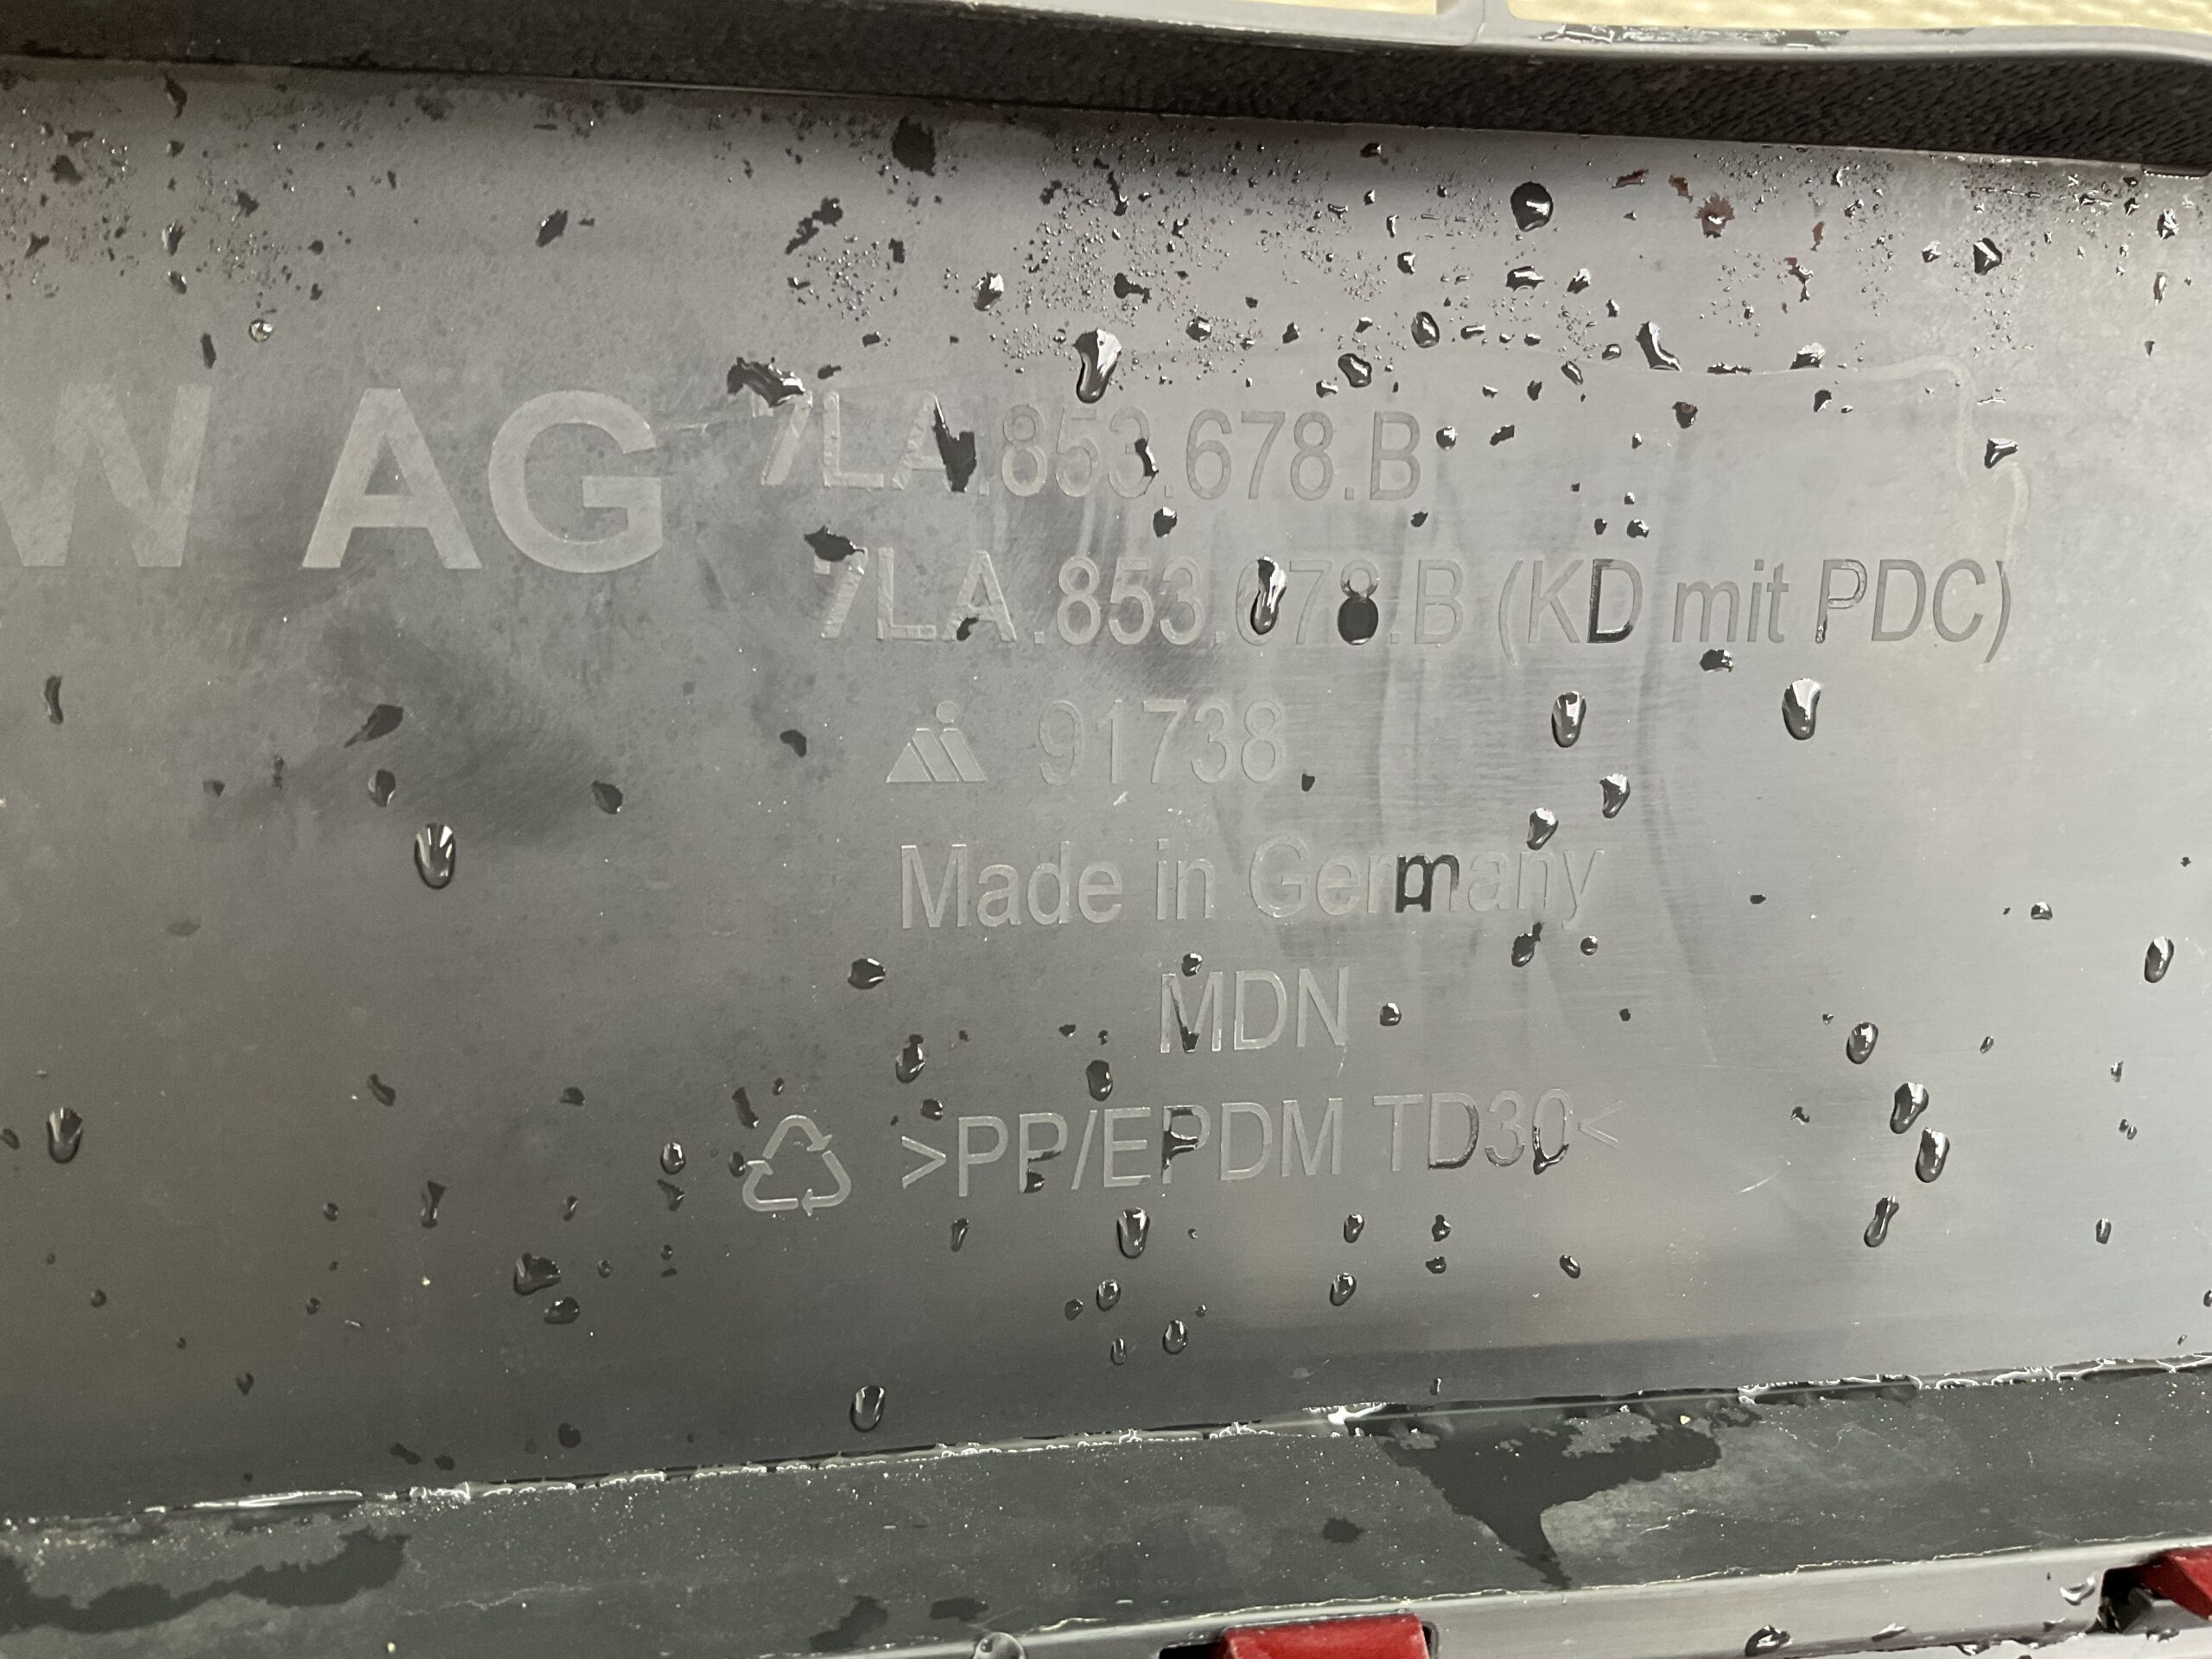 W AG
7LA.853.678.B
7LA.853.678.B (KD mit PDC)
91738
Made in Germany
MDN
>PP/EPDM TD30<